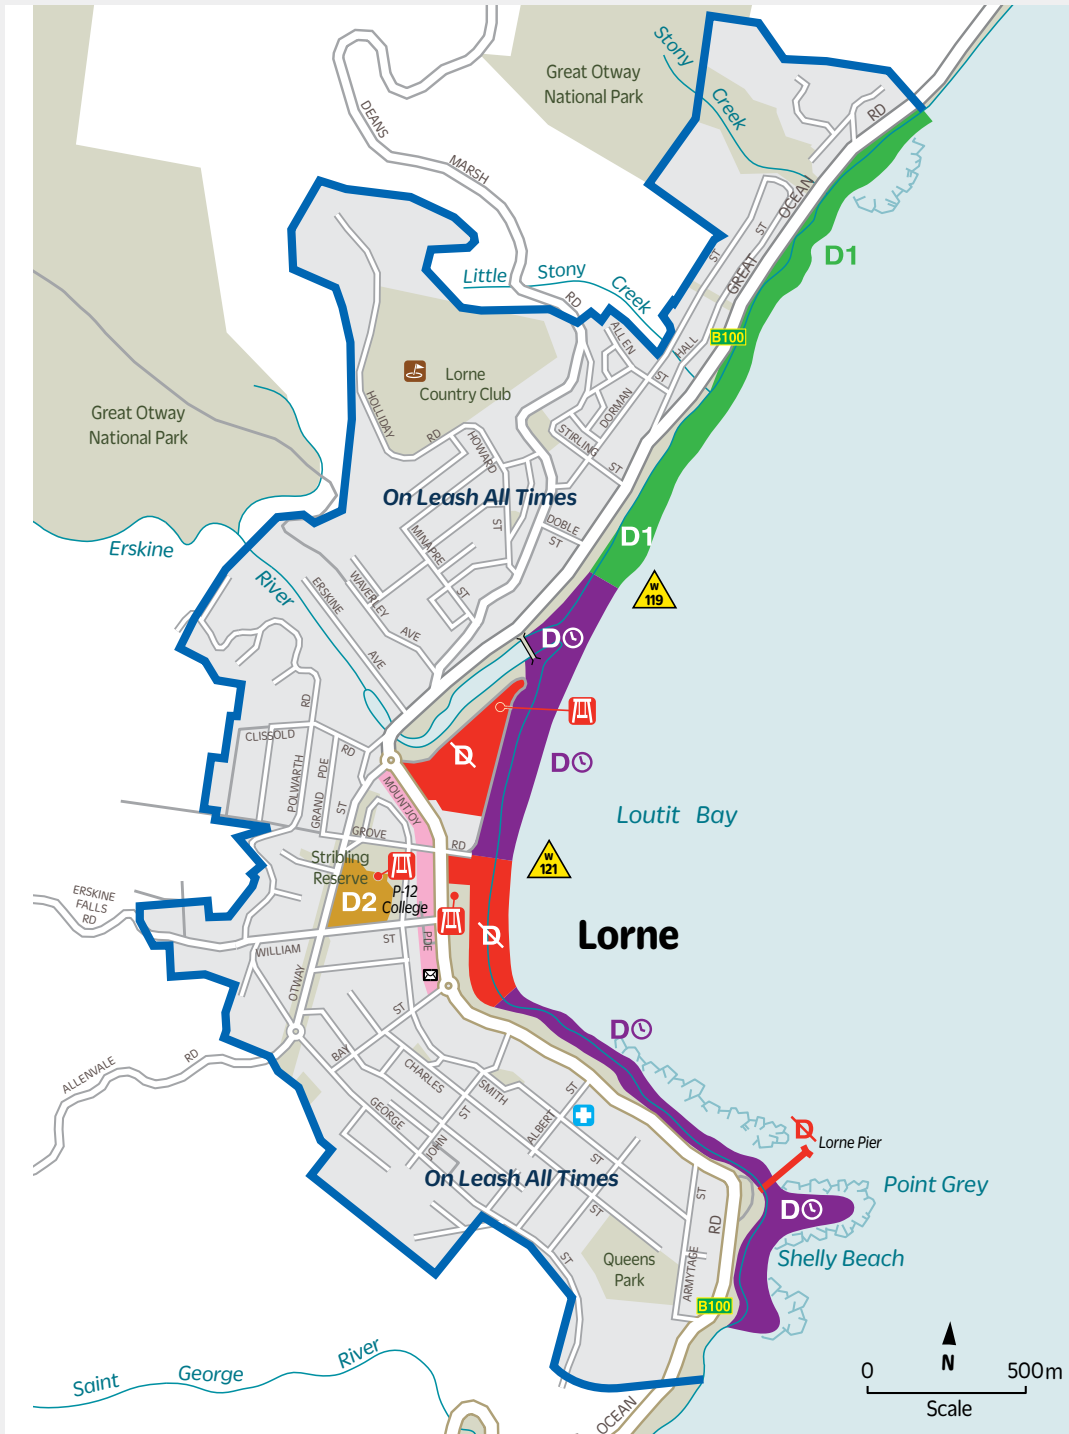 Stony
Creek
Great Otway
National Park
RD
DEANS
MARSH
OCEAN
ST
D1
GREAT
ST
Little
Stony
Creek
RD
B100
ALLEN
HALL
ST
Lorne
Country Club
DORMAN
HOLLIDAY
RD
HOWARD
STIRLING
ST
Great Otway
National Park
On Leash All Times
ST
DOBLE
ST
D1
MINAPRE
ST
Erskine
River
W
119
ERSKINE
AVE
WAVERLEY
AVE
D
RD
D
CLISSOLD
RD
D
POLWARTH
GRAND PDE
ST
MOUNTJOY
Loutit Bay
GROVE
RD
Stribling
Reserve
W
121
P-12
College
D2
ERSKINE
FALLS
RD
D
Lorne
WILLIAM
ST
PDE
OTWAY
ST
D
BAY
ALLENVALE
RD
CHARLES
SMITH
ST
GEORGE
ST
ALBERT
JOHN
D
Lorne Pier
On Leash All Times
ST
ST
ST
Point Grey
D
RD
Shelly Beach
ST
Queens
Park
ARMYTAGE
B100
N
0
500m
Scale
Saint
George
River
OCEAN